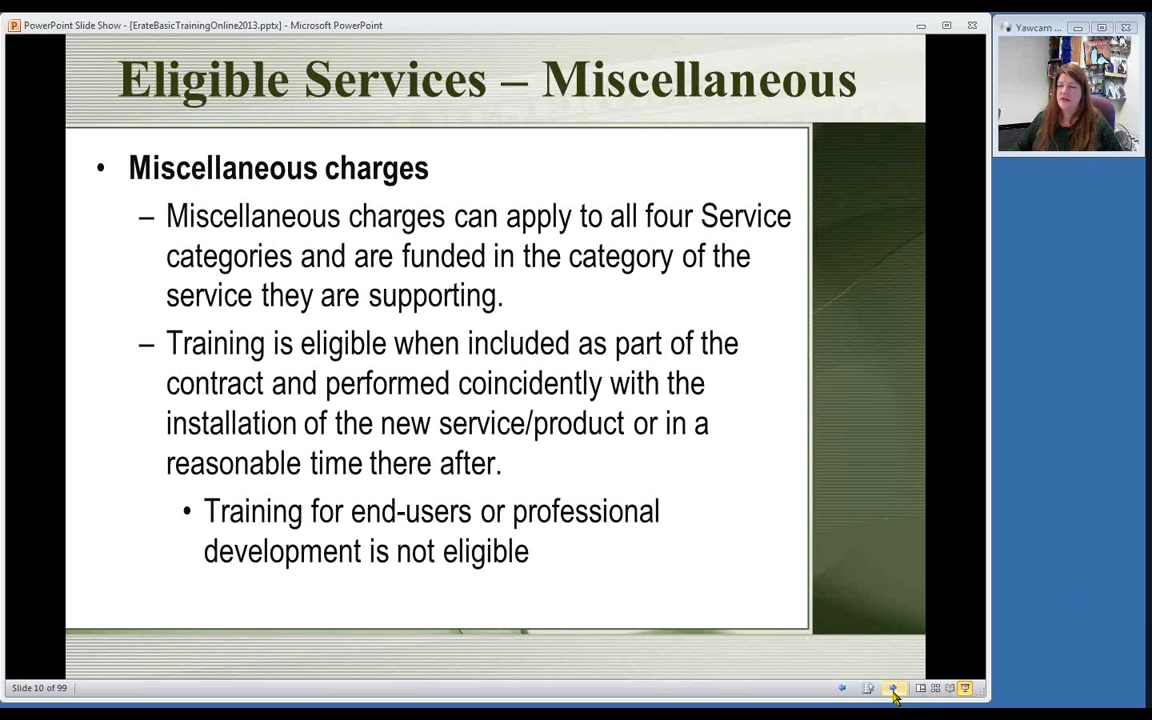 PowerPoint Slide Show - [ErateBasicTrainingOnline2013.pptx] - Microsoft PowerPoint
Yawcam ...
Eligible Services – Miscellaneous
• Miscellaneous charges
– Miscellaneous charges can apply to all four Service
categories and are funded in the category of the
service they are supporting.
– Training is eligible when included as part of the
contract and performed coincidently with the
installation of the new service/product or in a
reasonable time there after.
• Training for end-users or professional
development is not eligible
Slide 10 of 99